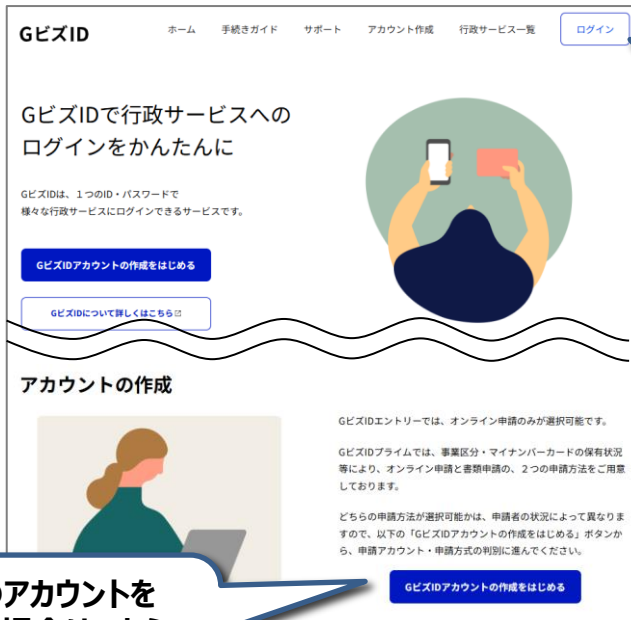 GビズID
ホーム 手続きガイド サポート アカウント作成 行政サービス一覧 ログイン
GビズIDで行政サービスへの
ログインをかんたんに
GビズIDは、１つのID・パスワードで
様々な行政サービスにログインできるサービスです。
GビズIDアカウントの作成をはじめる
GビズIDについて詳しくはこちら
アカウントの作成
GビズIDエントリーでは、オンライン申請のみが選択可能です。
GビズIDプライムでは、事業区分・マイナンバーカードの保有状況
等により、オンライン申請と書類申請の、２つの申請方法をご用意
しております。
どちらの申請方法が選択可能かは、申請者の状況によって異なりま
すので、以下の「GビズIDアカウントの作成をはじめる」ボタンか
ら、申請アカウント・申請方式の判別に進んでください。
GビズIDアカウントの作成をはじめる
アカウントを